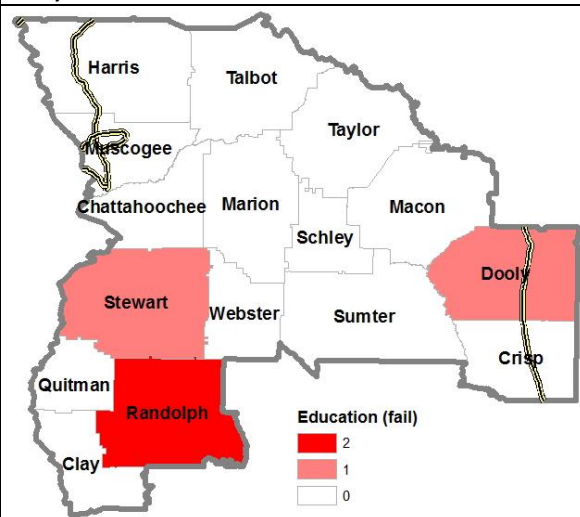 Harris
Talbot
Taylor
Muscogee
Chattahoochee
Marion
Macon
Schley
Dooly
Stewart
Webster
Sumter
Crisp
Quitman
Randolph
Clay
Education (fail)
2
1
0